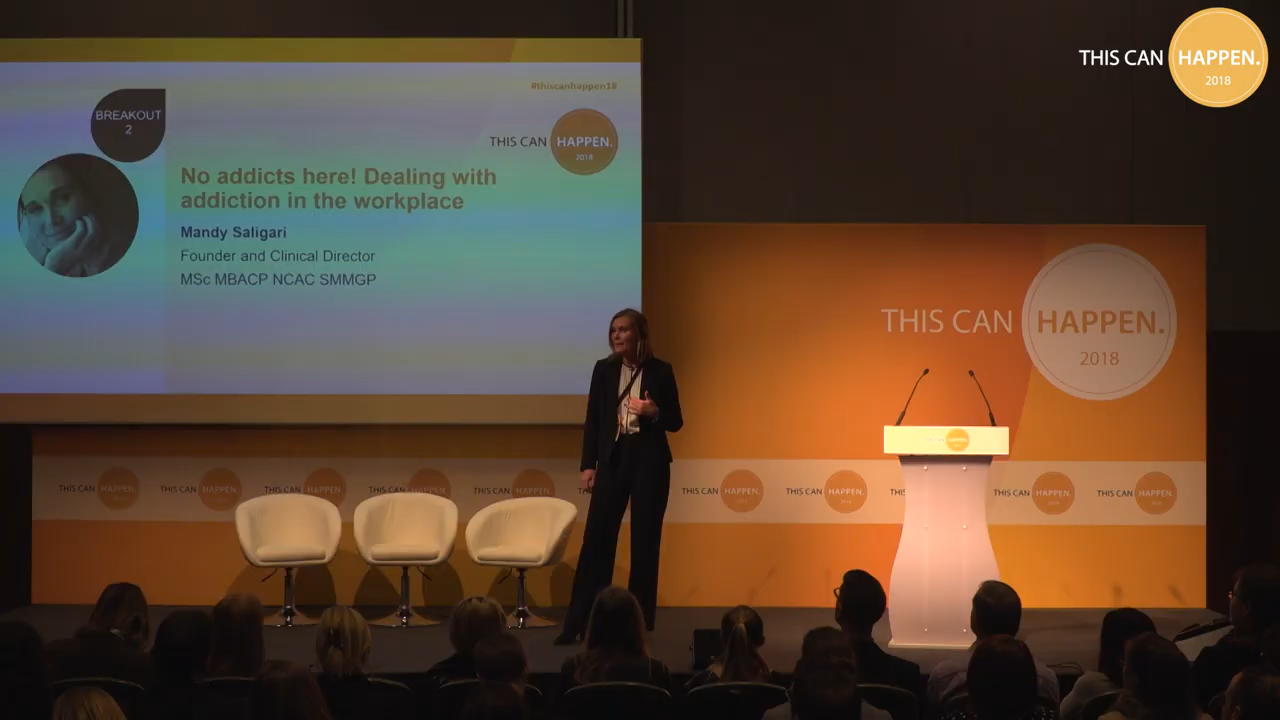 THIS CAN HAPPEN.
2018
#thiscanhappen18
BREAKOUT
2
THIS CAN HAPPEN.
2018
No addicts here! Dealing with
addiction in the workplace
Mandy Saligari
Founder and Clinical Director
MSc MBACP NCAC SMMGP
THIS CAN HAPPEN.
2018
HAPPEN.
THIS CAN HAPPEN.
THIS CAN HAPPEN.
THIS CAN HAPPEN.
THIS CAN HAPPEN.
THIS CAN HAPPEN.
THIS CAN HAPPEN.
THIS CAN HAPPEN.
THIS CAN HAPPEN.
THIS CAN HAPPEN.